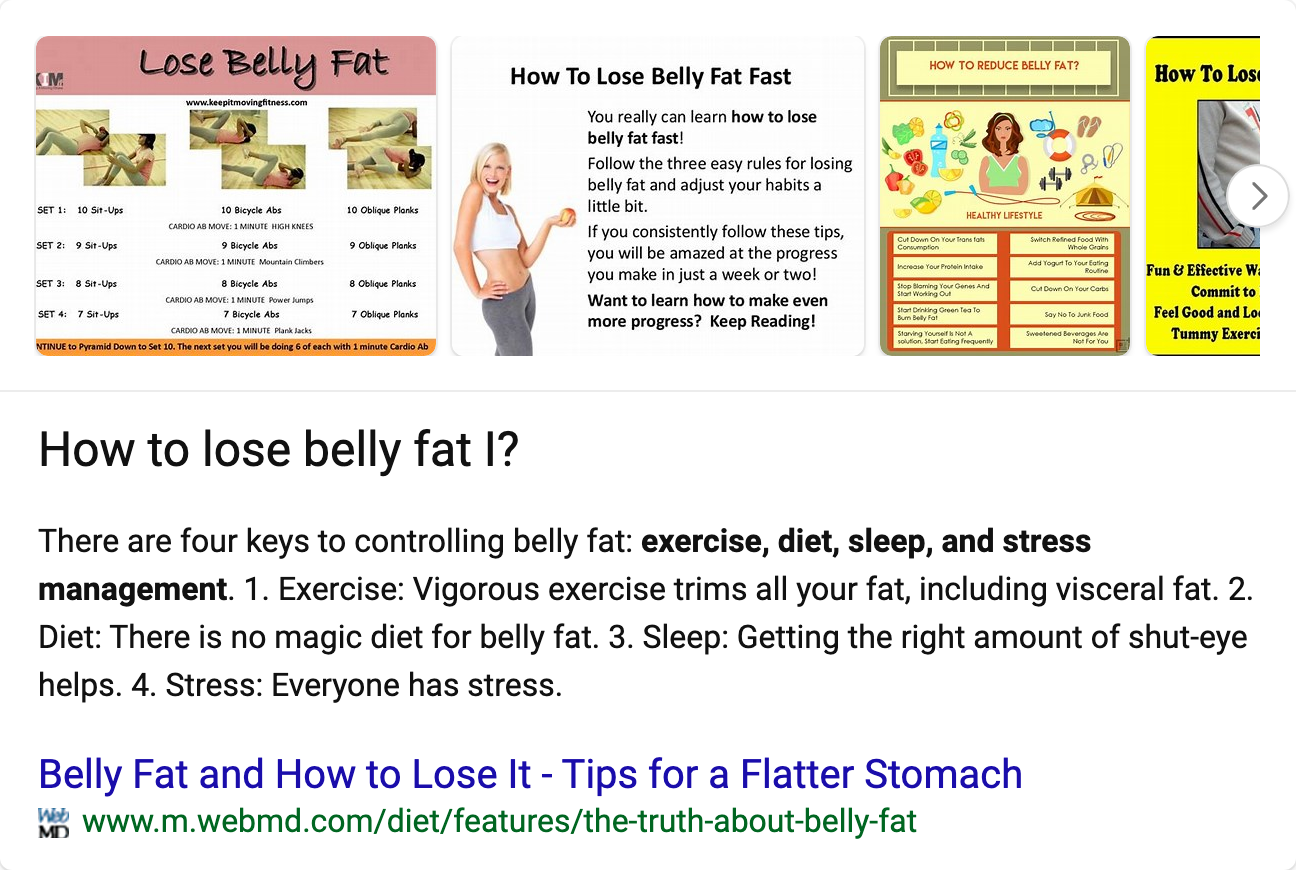 Lose Belly Fat
www.keepitmovingfitness.com
SET 1: 10 Sit-Ups 10 Bicycle Abs 10 Oblique Planks
CARDIO AB MOVE: 1 MINUTE HIGH KNEES
SET 2: 9 Sit-Ups 9 Bicycle Abs 9 Oblique Planks
CARDIO AB MOVE: 1 MINUTE Mountain Climbers
SET 3: 8 Sit-Ups 8 Bicycle Abs 8 Oblique Planks
CARDIO AB MOVE: 1 MINUTE Power Jumps
SET 4: 7 Sit-Ups 7 Bicycle Abs 7 Oblique Planks
CARDIO AB MOVE: 1 MINUTE Plank Jacks
NTINUE to Pyramid Down to Set 10. The next set you will be doing 6 of each with 1 minute Cardio Ab
How To Lose Belly Fat Fast
You really can learn how to lose
belly fat fast!
Follow the three easy rules for losing
belly fat and adjust your habits a
little bit.
If you consistently follow these tips,
you will be amazed at the progress
you make in just a week or two!
Want to learn how to make even
more progress? Keep Reading!
HOW TO REDUCE BELLY FAT?
HEALTHY LIFESTYLE
Cut Down On Your Trans fats
Consumption
Increase Your Protein Intake
Stop Blaming Your Genes And
Start Working Out
Start Drinking Green Tea To
Burn Belly Fat
Starving Yourself Is Not A
solution, Start Eating Frequently
Switch Refined Food With
Whole Grains
Add Yogurt To Your Eating
Routine
Cut Down On Your Carbs
Say No To Junk Food
Sweetened Beverages Are
Not For You
How To Lose
Fun & Effective Wa
Commit to
Feel Good and Loo
Tummy Exerci
How to lose belly fat I?
There are four keys to controlling belly fat: exercise, diet, sleep, and stress
management. 1. Exercise: Vigorous exercise trims all your fat, including visceral fat. 2.
Diet: There is no magic diet for belly fat. 3. Sleep: Getting the right amount of shut-eye
helps. 4. Stress: Everyone has stress.
Belly Fat and How to Lose It - Tips for a Flatter Stomach
Web
MD
www.m.webmd.com/diet/features/the-truth-about-belly-fat